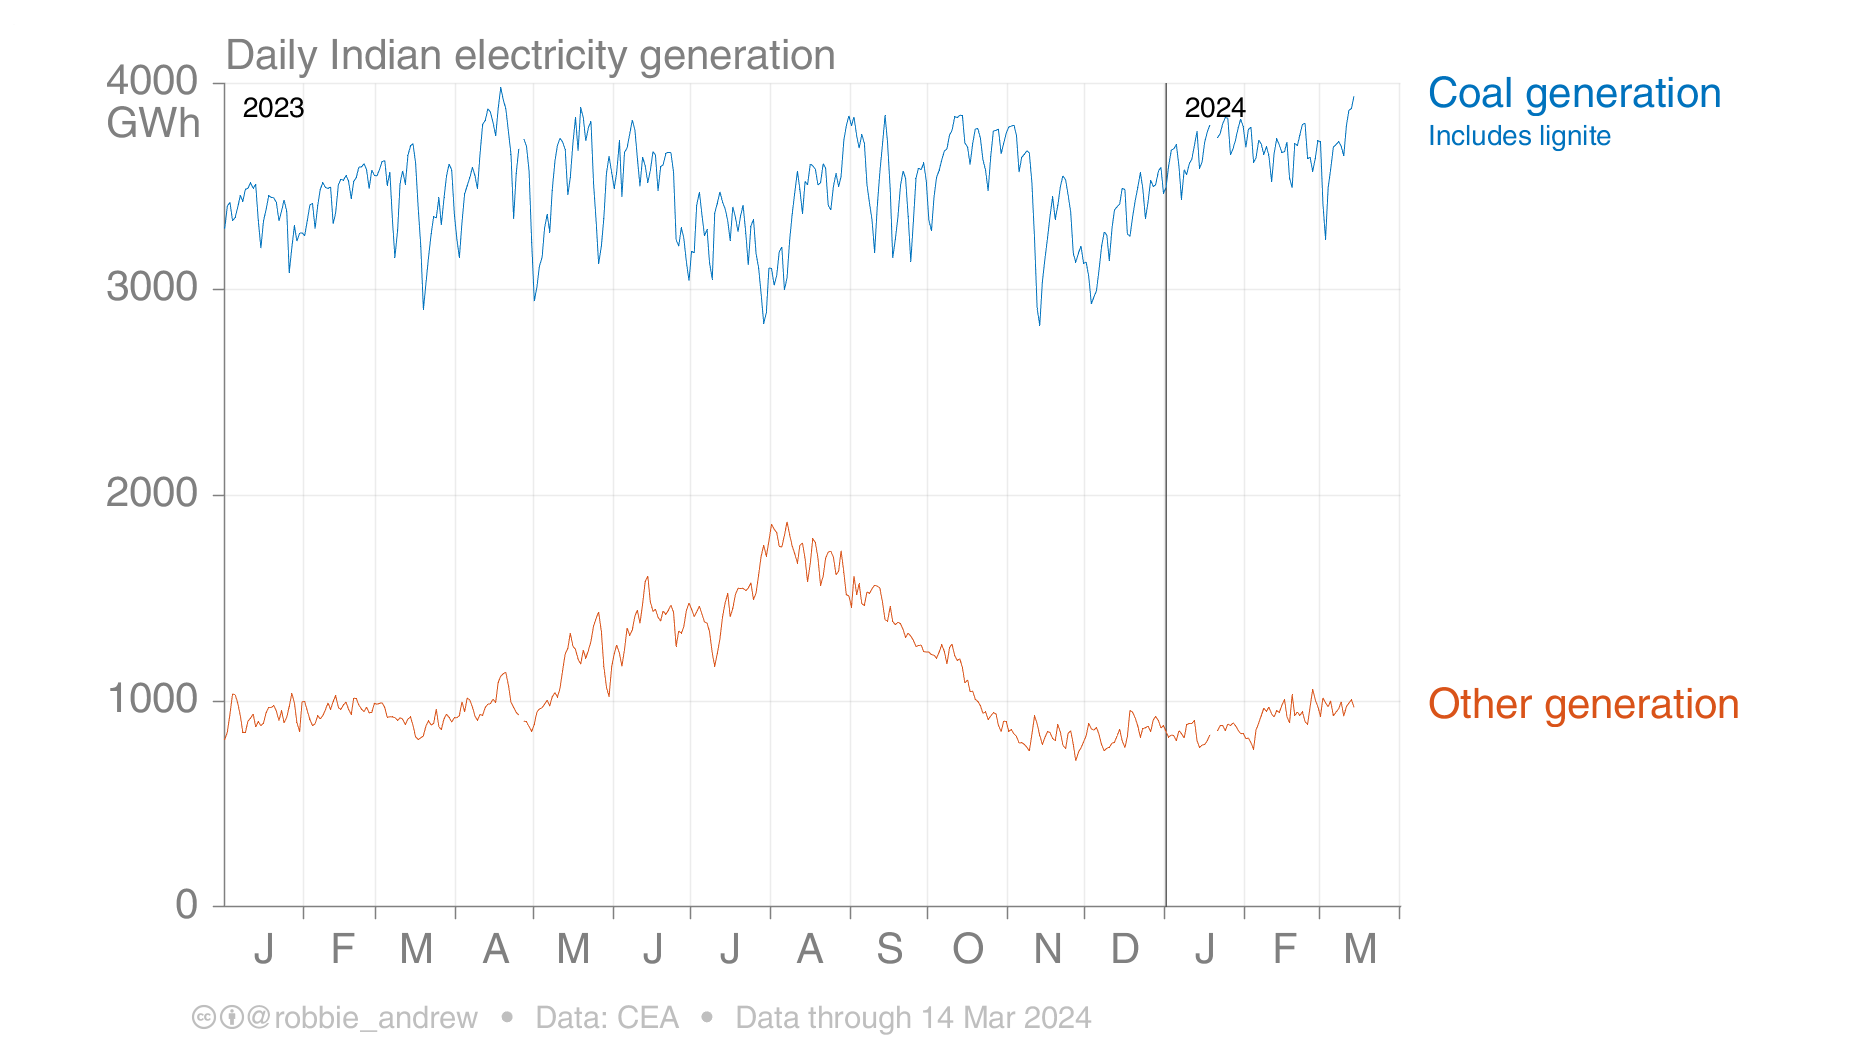 Daily Indian electricity generation
4000
GWh
2023
2024
Coal generation
Includes lignite
3000
2000
1000
Other generation
0
J F M A M J J A S O N D J F M
@robbie_andrew • Data: CEA • Data through 14 Mar 2024